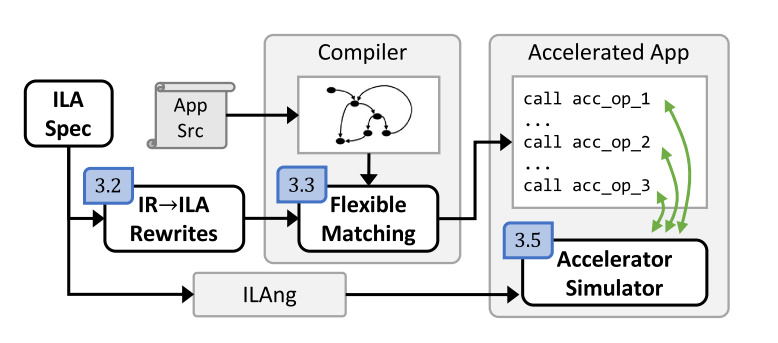 Compiler
Accelerated App
ILA
Spec
App
Src
call acc_op_1
...
call acc_op_2
...
call acc_op_3
3.2
IR→ILA
Rewrites
3.3
Flexible
Matching
3.5
Accelerator
Simulator
ILAng